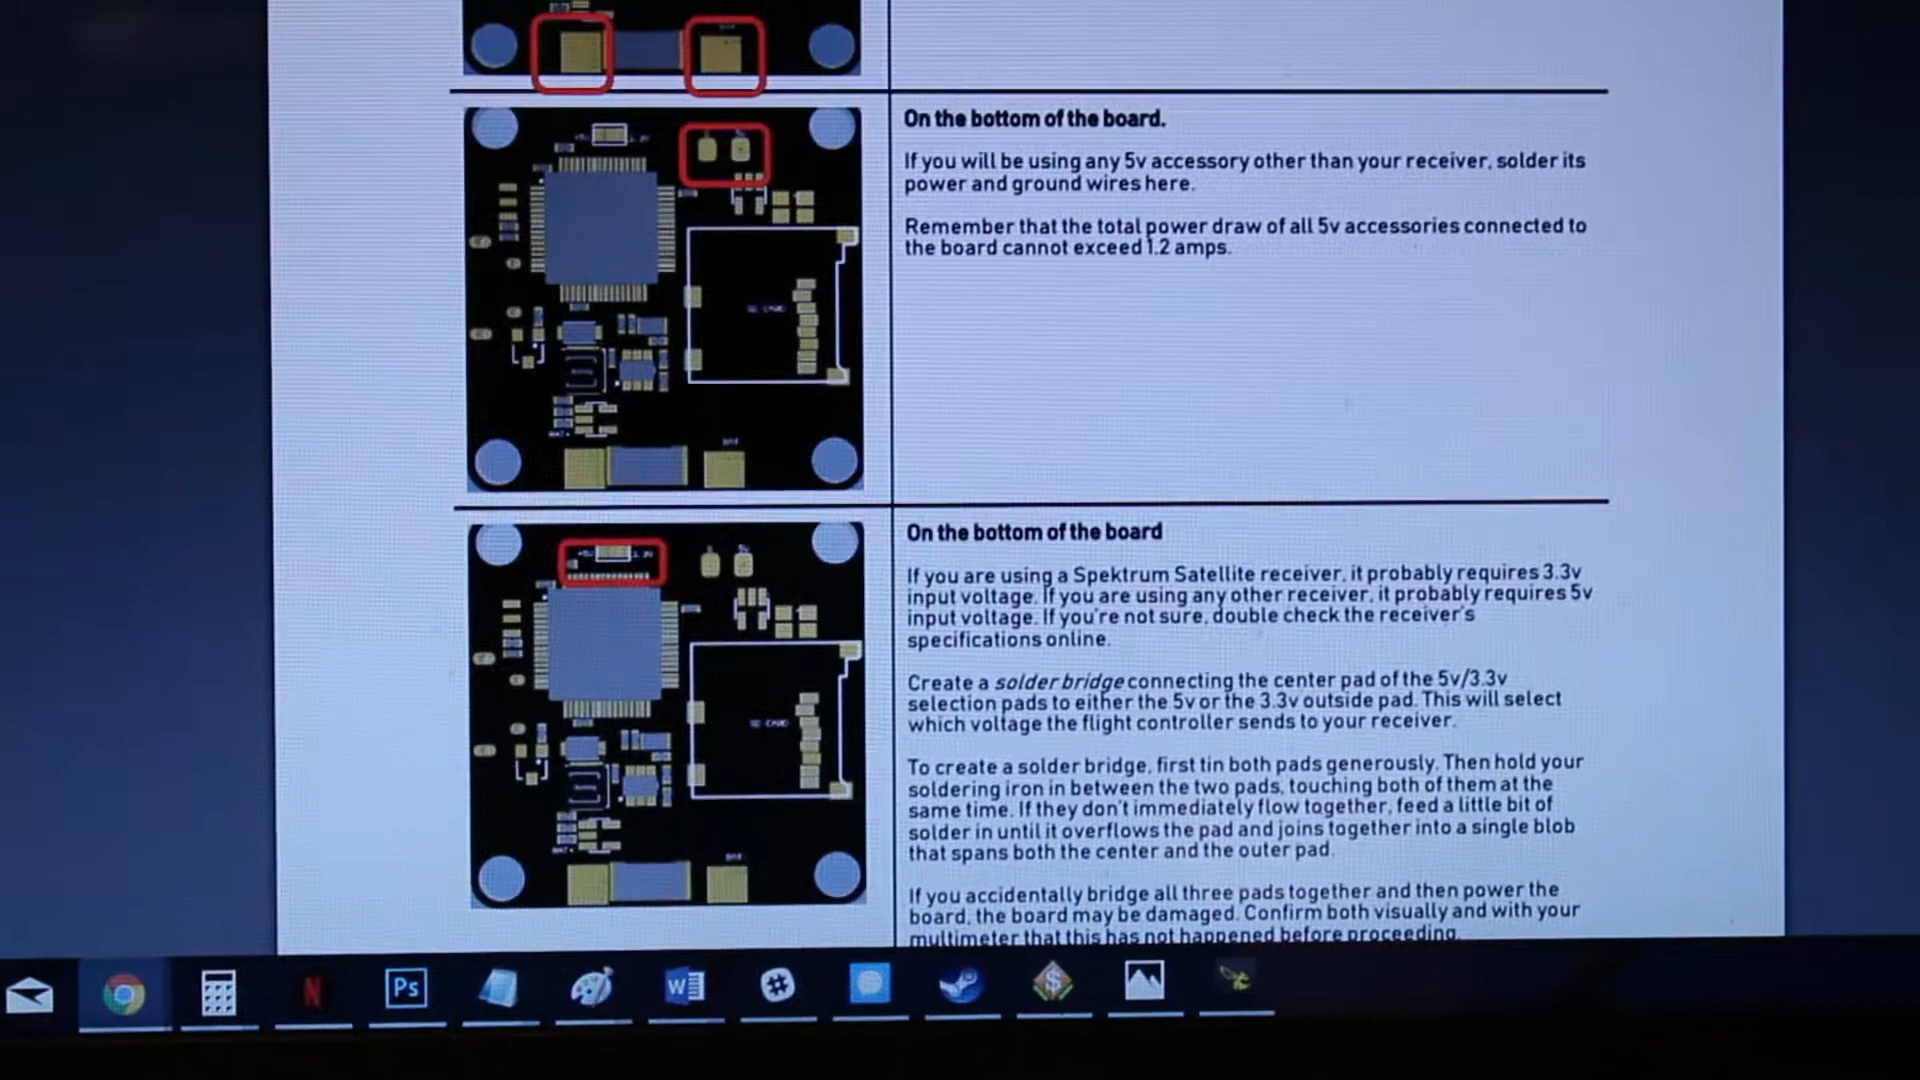 On the bottom of the board.
If you will be using any 5v accessory other than your receiver, solder its
power and ground wires here.
Remember that the total power draw of all 5v accessories connected to
the board cannot exceed 1.2 amps.
SD CARD
BAT+
On the bottom of the board
If you are using a Spektrum Satellite receiver, it probably requires 3.3v
input voltage. If you are using any other receiver, it probably requires 5v
input voltage. If you're not sure, double check the receiver's
specifications online.
Create a solder bridge connecting the center pad of the 5v/3.3v
selection pads to either the 5v or the 3.3v outside pad. This will select
which voltage the flight controller sends to your receiver.
To create a solder bridge, first tin both pads generously. Then hold your
soldering iron in between the two pads, touching both of them at the
same time. If they don't immediately flow together, feed a little bit of
solder in until it overflows the pad and joins together into a single blob
that spans both the center and the outer pad.
If you accidentally bridge all three pads together and then power the
board, the board may be damaged. Confirm both visually and with your
multimeter that this has not happened before proceeding.
+5V
3.3V
5V
SD CARD
BAT+
N
Ps
W
$